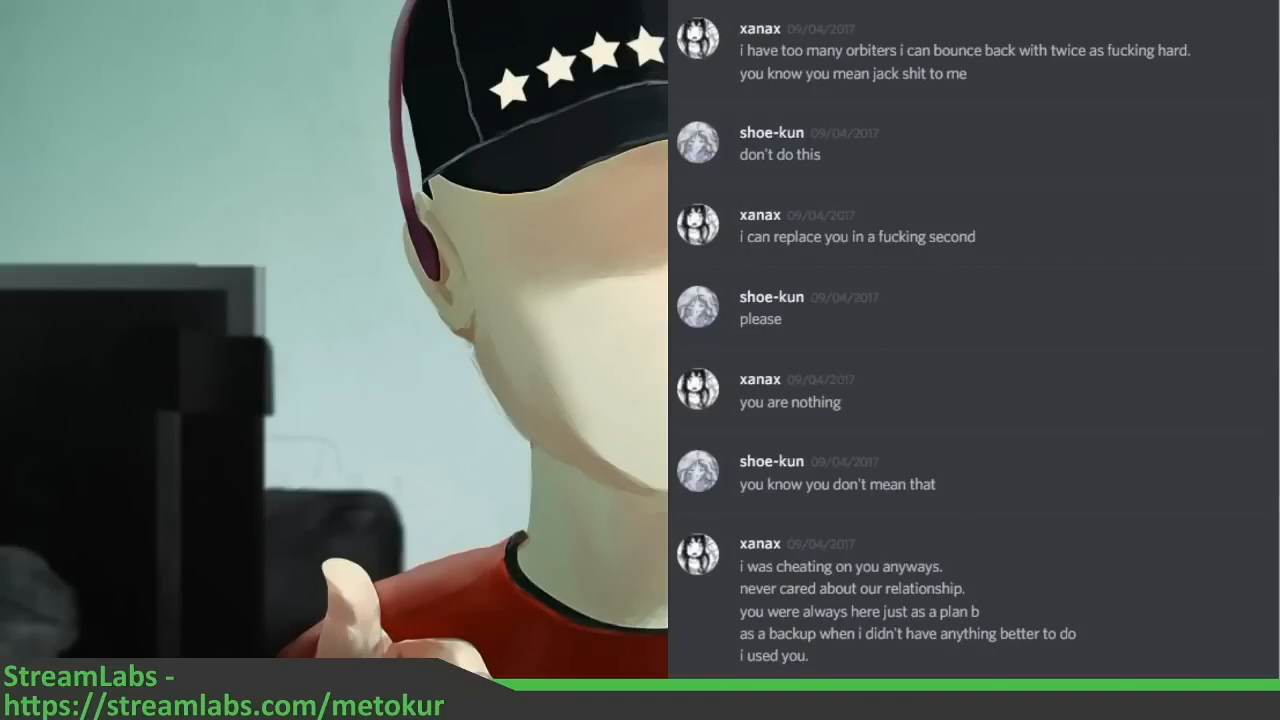 xanax 09/04/2017
i have too many orbiters i can bounce back with twice as fucking hard.
you know you mean jack shit to me
shoe-kun 09/04/2017
don't do this
xanax 09/04/2017
i can replace you in a fucking second
shoe-kun 09/04/2017
please
xanax 09/04/2017
you are nothing
shoe-kun 09/04/2017
you know you don't mean that
xanax 09/04/2017
i was cheating on you anyways.
never cared about our relationship.
you were always here just as a plan b
as a backup when i didn't have anything better to do
i used you.
StreamLabs -
https://streamlabs.com/metokur